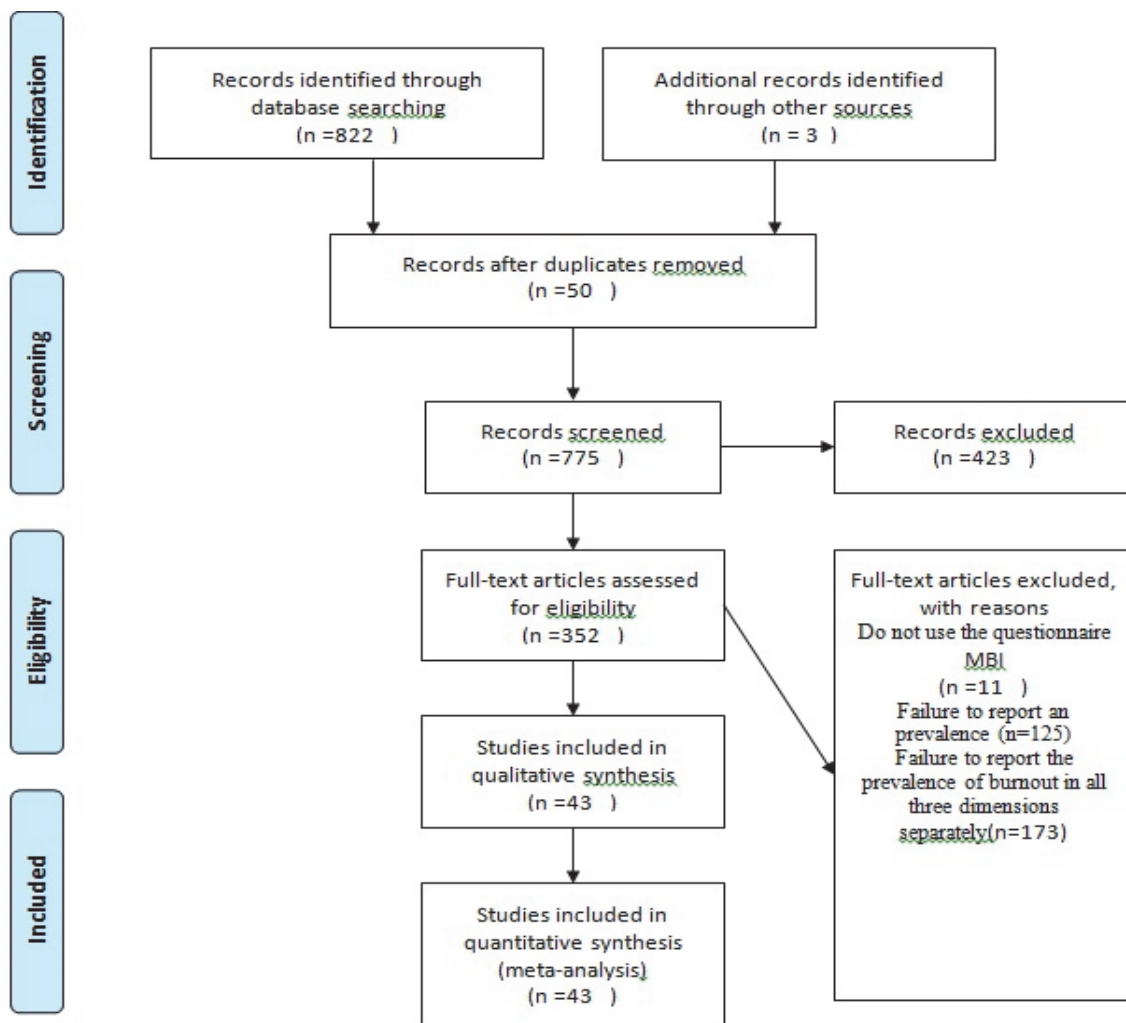 Identification
Records identified through
database searching
(n =822   )
Additional records identified
through other sources
(n = 3  )
Records after duplicates removed
(n =50   )
Screening
Records screened
(n =775   )
Records excluded
(n =423   )
Eligibility
Full-text articles assessed
for eligibility
(n =352   )
Full-text articles excluded,
with reasons
Do not use the questionnaire
MBI
(n =11   )
Failure to report an
prevalence (n=125)
Failure to report the
prevalence of burnout in all
three dimensions
separately(n=173)
Studies included in
qualitative synthesis
(n =43   )
Included
Studies included in
quantitative synthesis
(meta-analysis)
(n =43   )